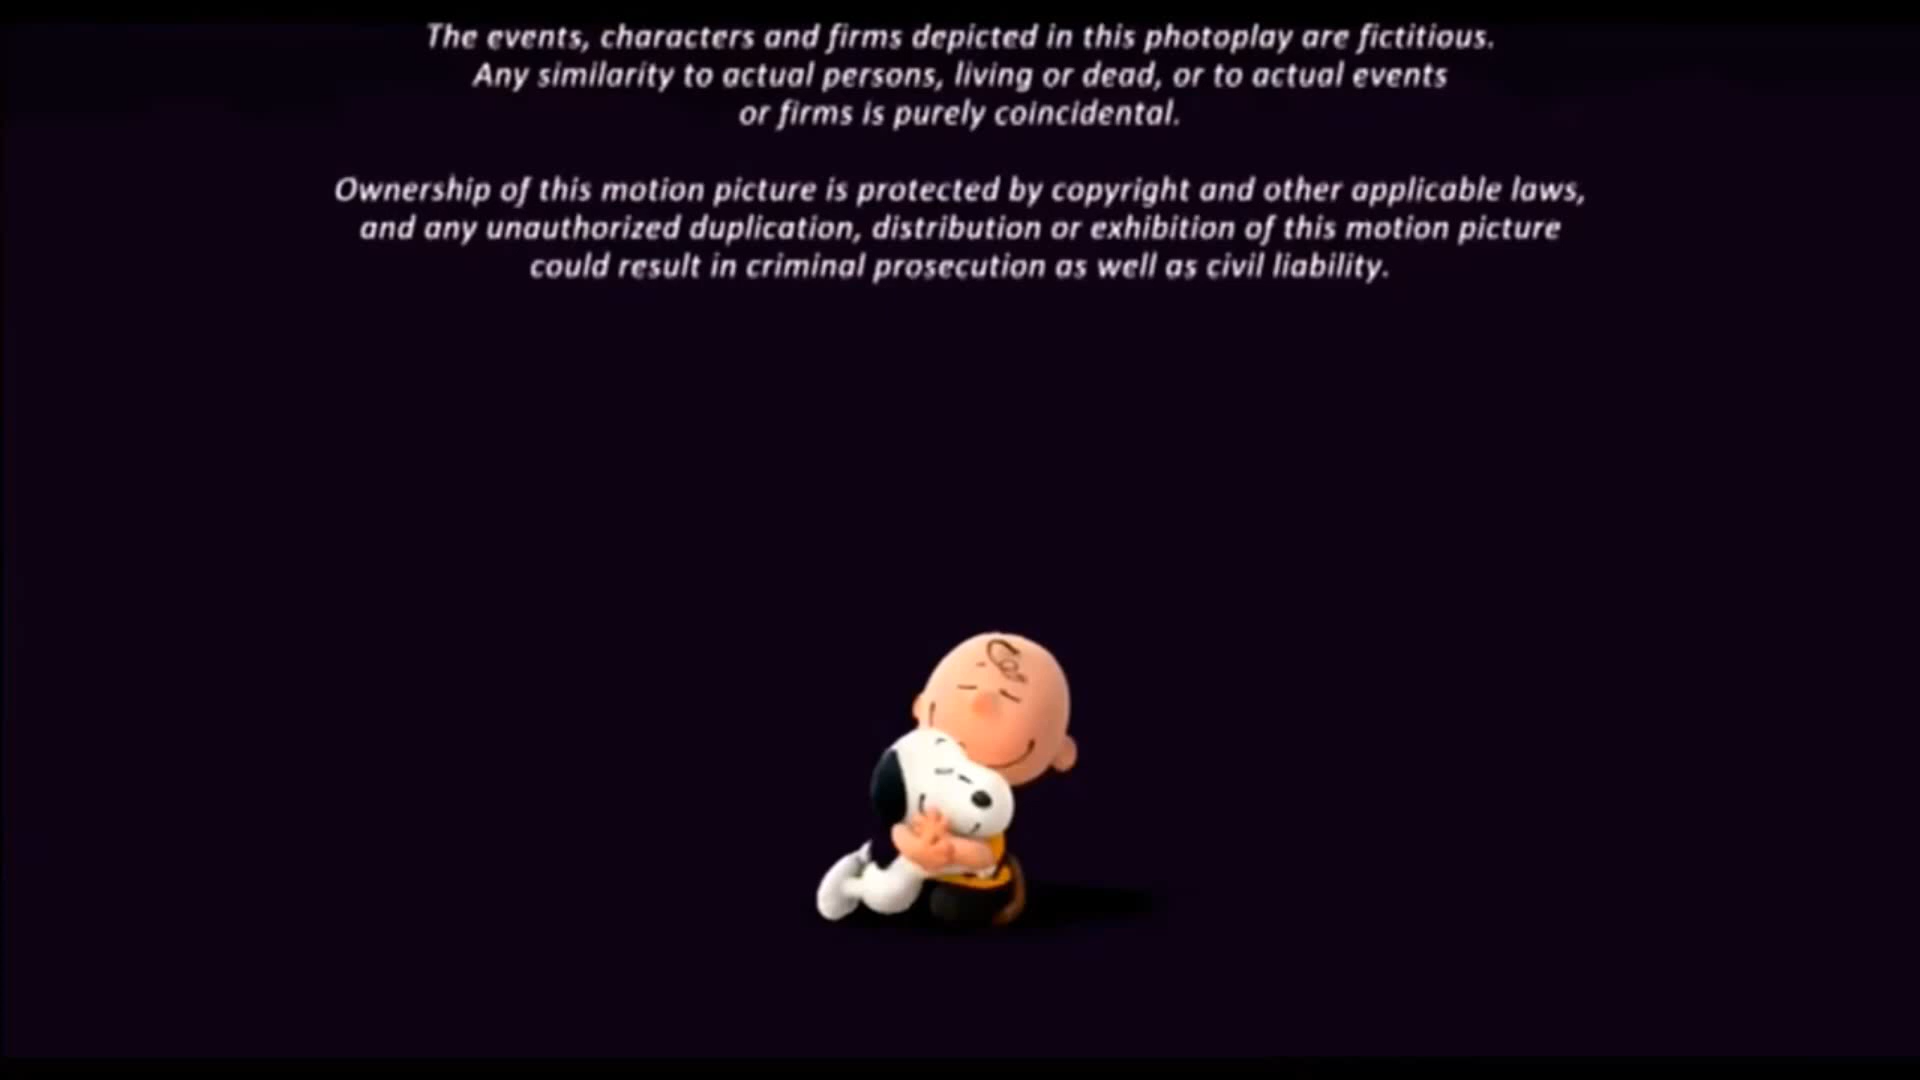 The events, characters and firms depicted in this photoplay are fictitious.
Any similarity to actual persons, living or dead, or to actual events
or firms is purely coincidental.
Ownership of this motion picture is protected by copyright and other applicable laws,
and any unauthorized duplication, distribution or exhibition of this motion picture
could result in criminal prosecution as well as civil liability.